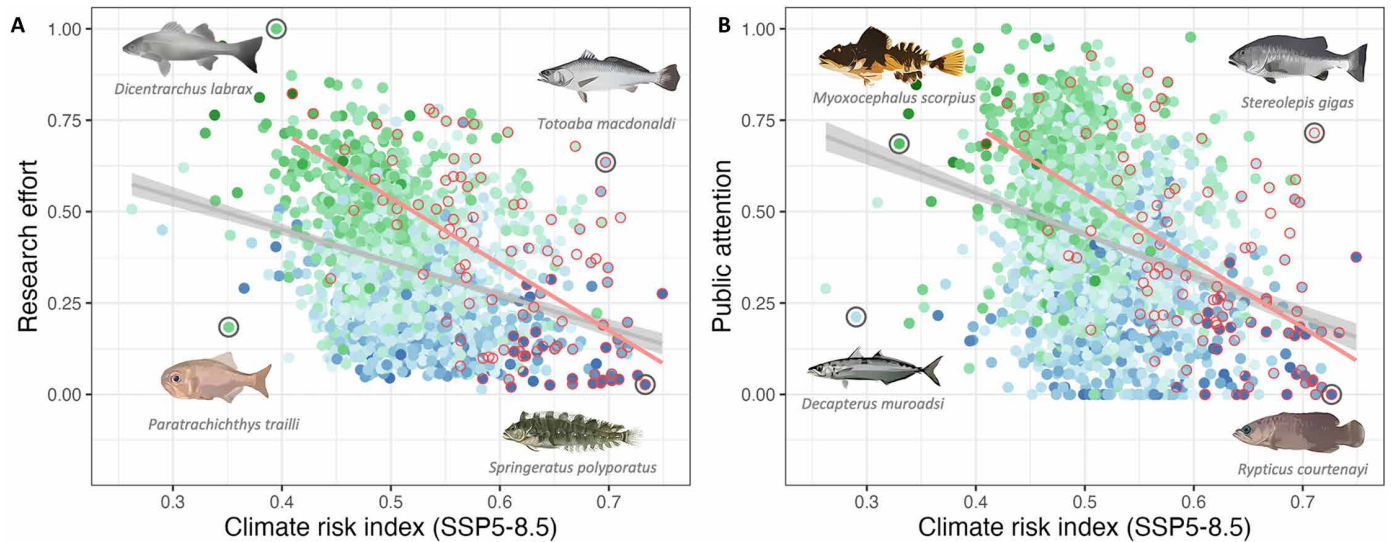 A
1.00
0.75
0.50
0.25
0.00
Research effort
0.3
0.4
0.5
0.6
0.7
Climate risk index (SSP5-8.5)
Dicentrarchus labrax
Totoaba macdonaldi
Paratrachichthys trailli
Springeratus polyporatus
B
1.00
0.75
0.50
0.25
0.00
Public attention
0.3
0.4
0.5
0.6
0.7
Climate risk index (SSP5-8.5)
Myoxocephalus scorpius
Stereolepis gigas
Decapterus muroadsi
Rypticus courtenayi